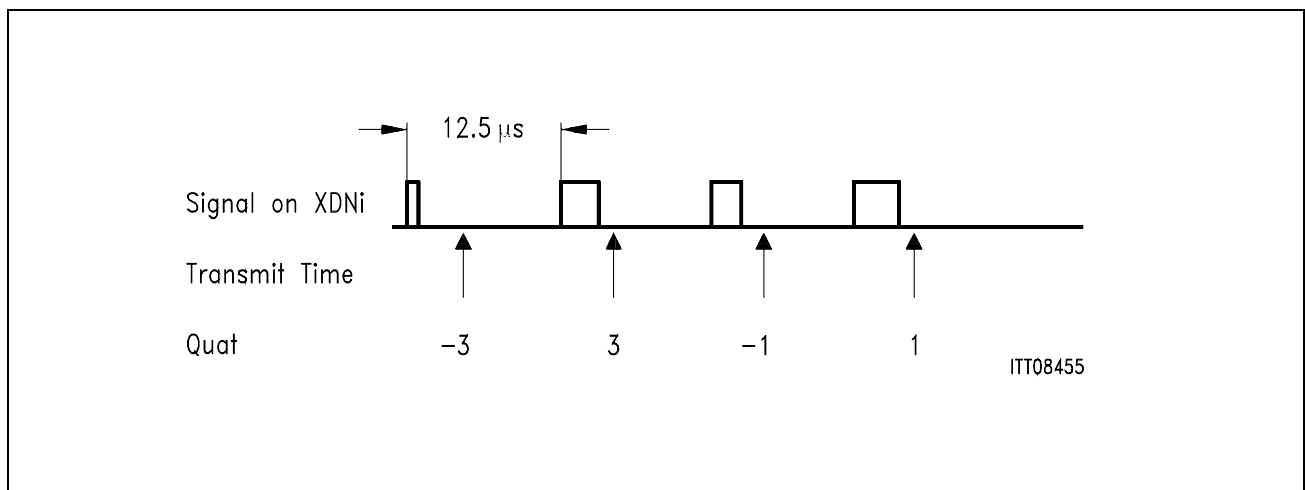 12.5 μs
Signal on XDNi
Transmit Time
Quat -3 3 -1 1
ITT08455